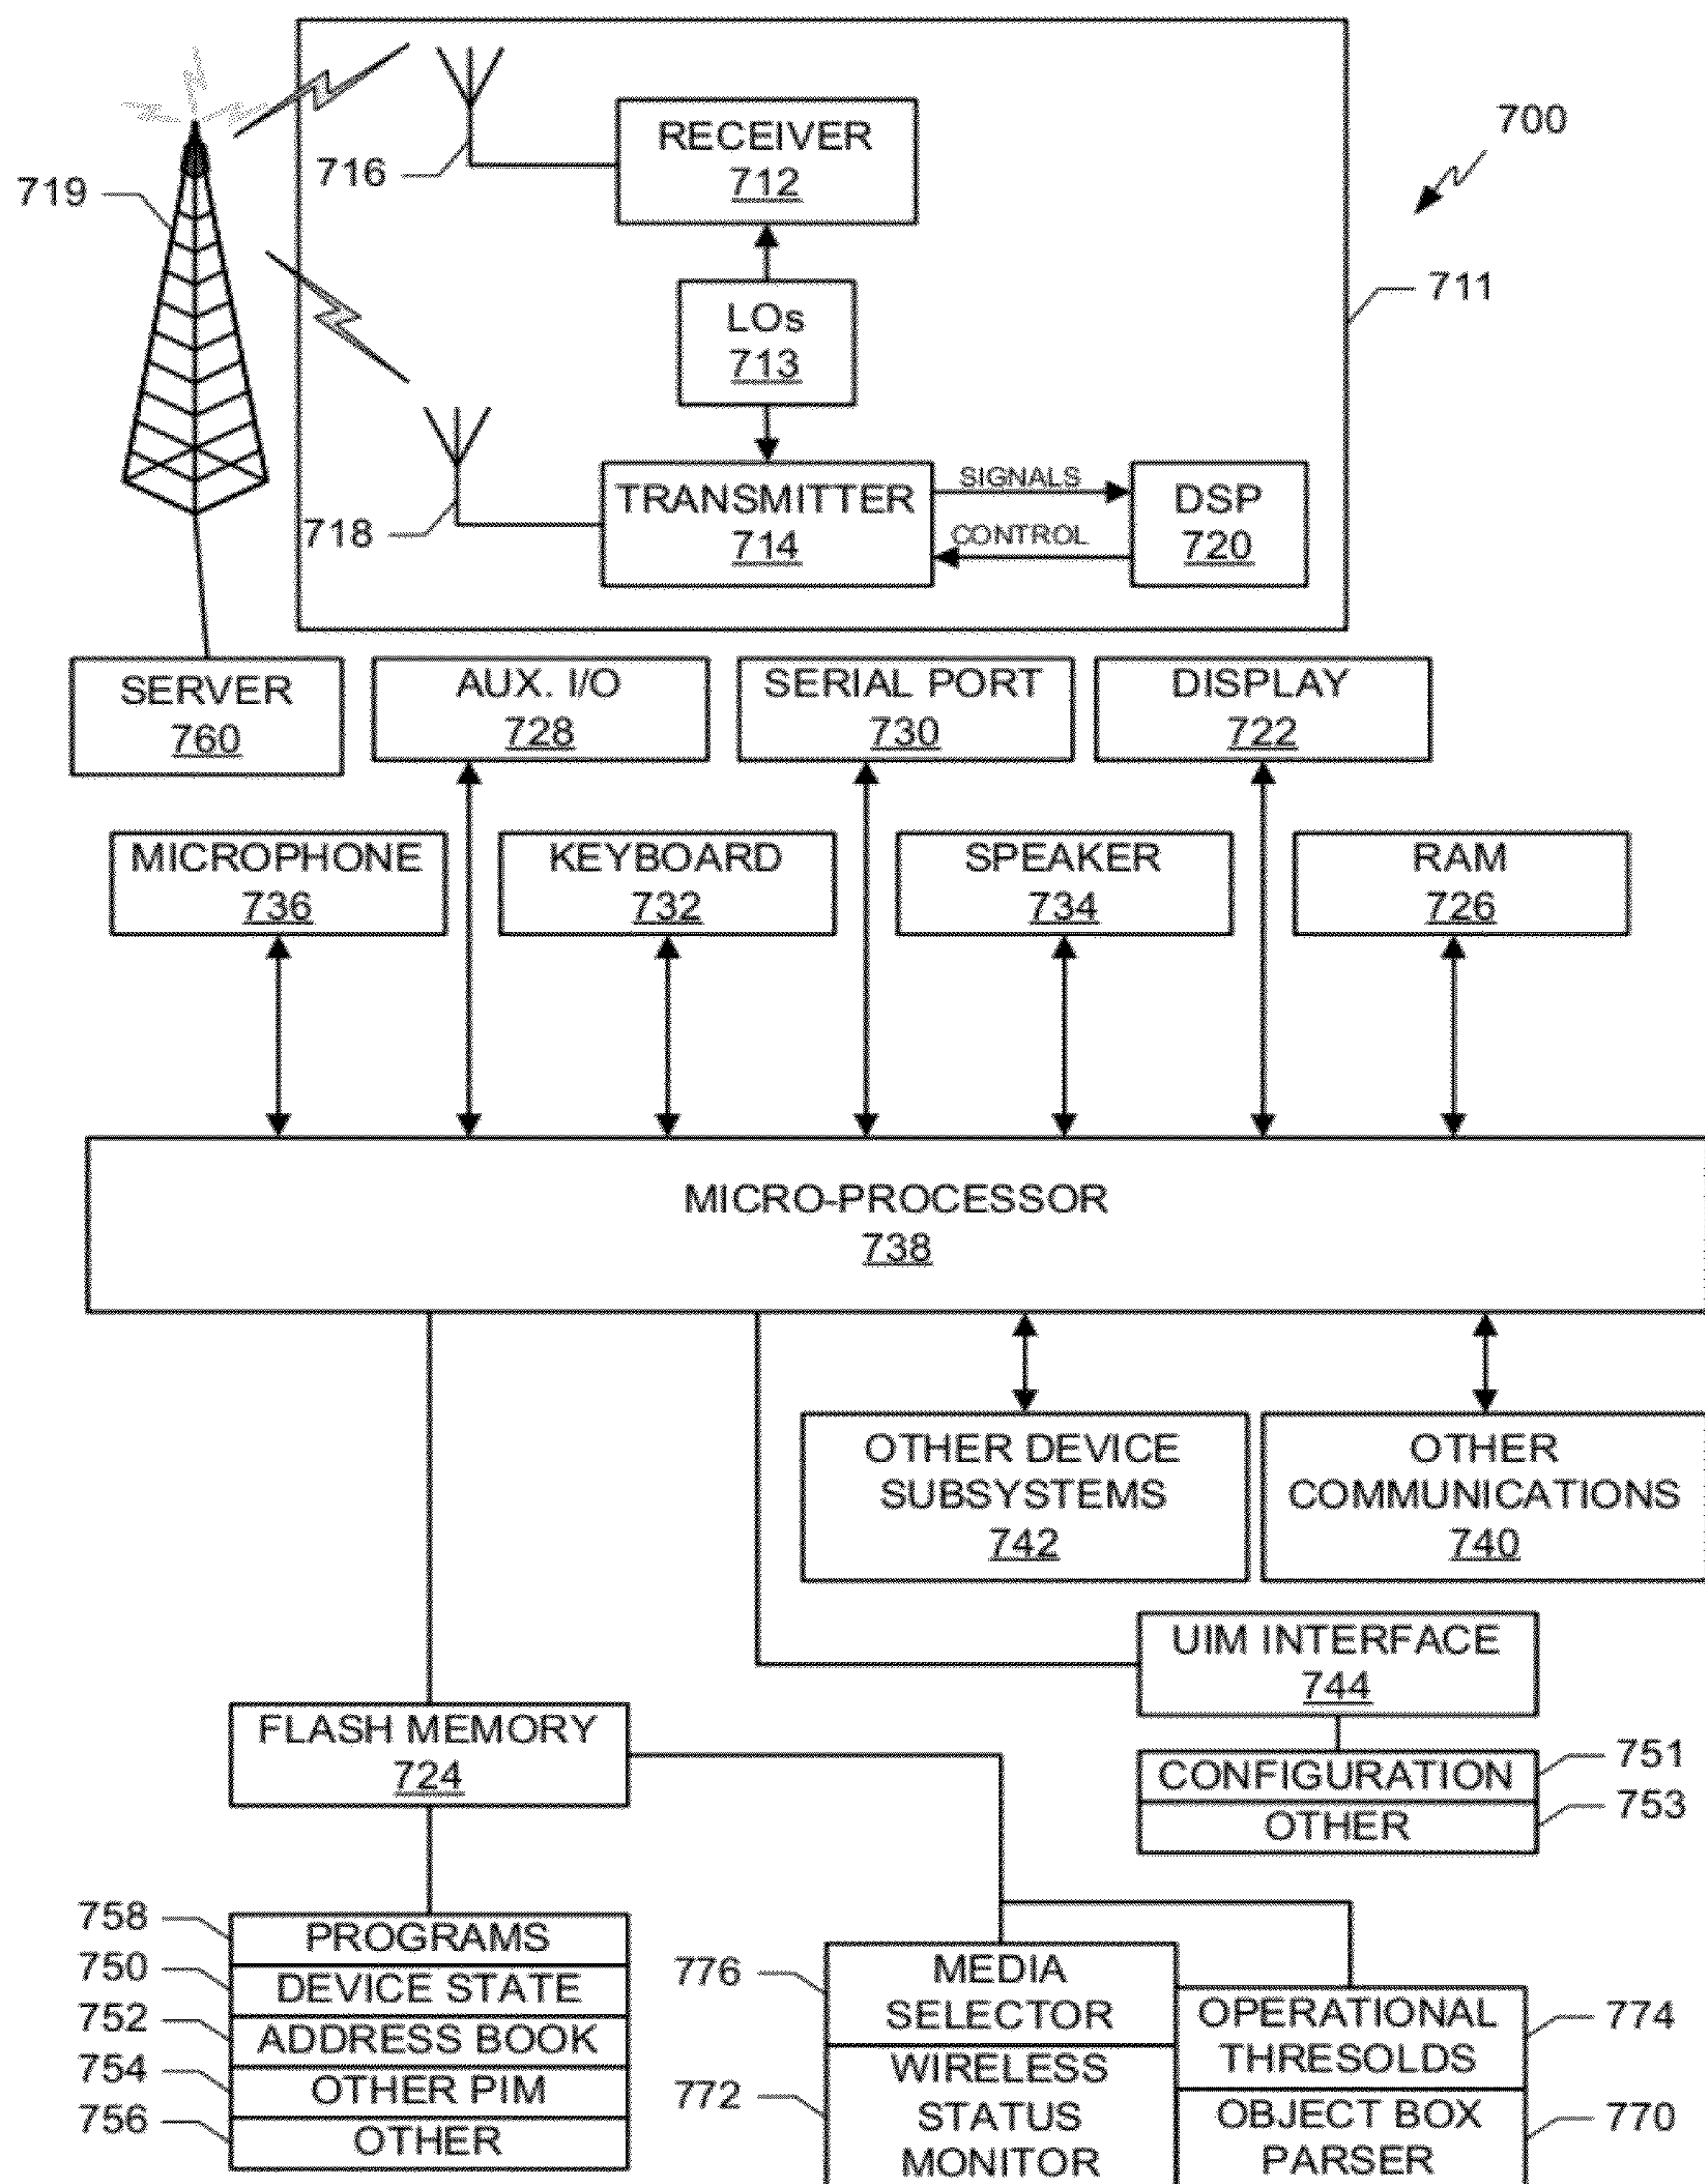 700
719
716
RECEIVER
712
711
LOs
713
718
TRANSMITTER
714
SIGNALS
CONTROL
DSP
720
SERVER
760
AUX. I/O
728
SERIAL PORT
730
DISPLAY
722
MICROPHONE
736
KEYBOARD
732
SPEAKER
734
RAM
726
MICRO-PROCESSOR
738
OTHER DEVICE
SUBSYSTEMS
742
OTHER
COMMUNICATIONS
740
UIM INTERFACE
744
FLASH MEMORY
724
CONFIGURATION
751
OTHER
753
758
PROGRAMS
750
DEVICE STATE
752
ADDRESS BOOK
754
OTHER PIM
756
OTHER
776
MEDIA
SELECTOR
772
WIRELESS
STATUS
MONITOR
OPERATIONAL
THRESOLDS
774
OBJECT BOX
PARSER
770